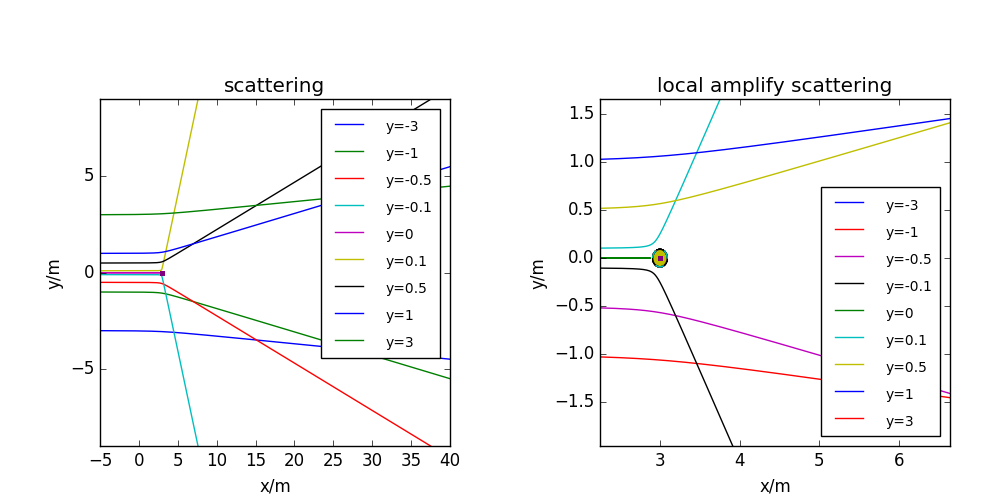 scattering
y/m
5
0
−5
−5 0 5 10 15 20 25 30 35 40
x/m
y=-3
y=-1
y=-0.5
y=-0.1
y=0
y=0.1
y=0.5
y=1
y=3
local amplify scattering
y/m
1.5
1.0
0.5
0.0
−0.5
−1.0
−1.5
3 4 5 6
x/m
y=-3
y=-1
y=-0.5
y=-0.1
y=0
y=0.1
y=0.5
y=1
y=3